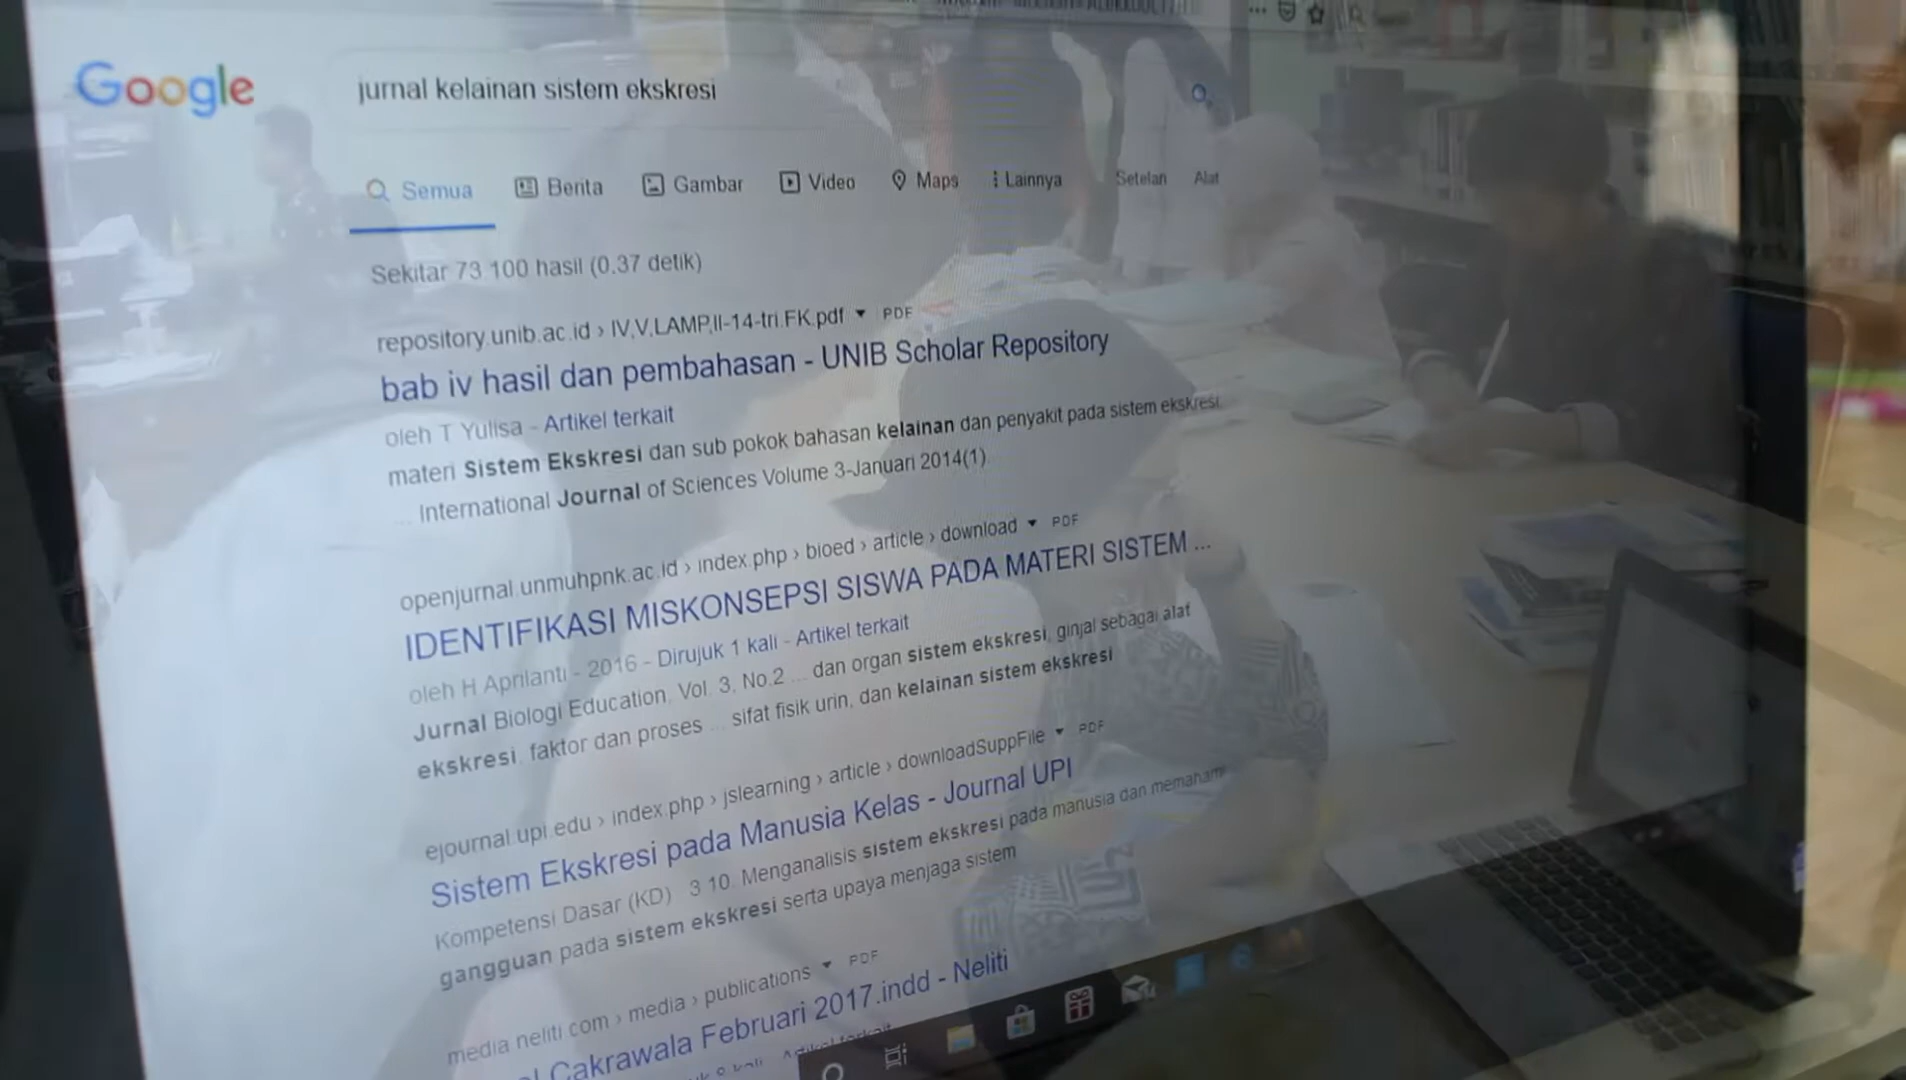 Google
jurnal kelainan sistem ekskresi
Semua Berita Gambar Video Maps Lainnya Setelan Alat
Sekitar 73 100 hasil (0.37 detik)
repository.unib.ac.id › IV,V,LAMP,II-14-tri.FK.pdf PDF
bab iv hasil dan pembahasan - UNIB Scholar Repository
oleh T Yulisa - Artikel terkait
materi Sistem Ekskresi dan sub pokok bahasan kelainan dan penyakit pada sistem ekskresi
... International Journal of Sciences Volume 3-Januari 2014(1)
openjurnal.unmuhpnk.ac.id › index.php › bioed › article › download PDF
IDENTIFIKASI MISKONSEPSI SISWA PADA MATERI SISTEM ...
oleh H Aprilanti - 2016 - Dirujuk 1 kali - Artikel terkait
Jurnal Biologi Education, Vol. 3, No.2 ... dan organ sistem ekskresi, ginjal sebagai alat
ekskresi, faktor dan proses ... sifat fisik urin, dan kelainan sistem ekskresi
ejournal.upi.edu › index.php › jslearning › article › downloadSuppFile PDF
Sistem Ekskresi pada Manusia Kelas - Journal UPI
Kompetensi Dasar (KD) 3 10. Menganalisis sistem ekskresi pada manusia dan memahami
gangguan pada sistem ekskresi serta upaya menjaga sistem
media.neliti.com › media › publications PDF
Cakrawala Februari 2017.indd - Neliti